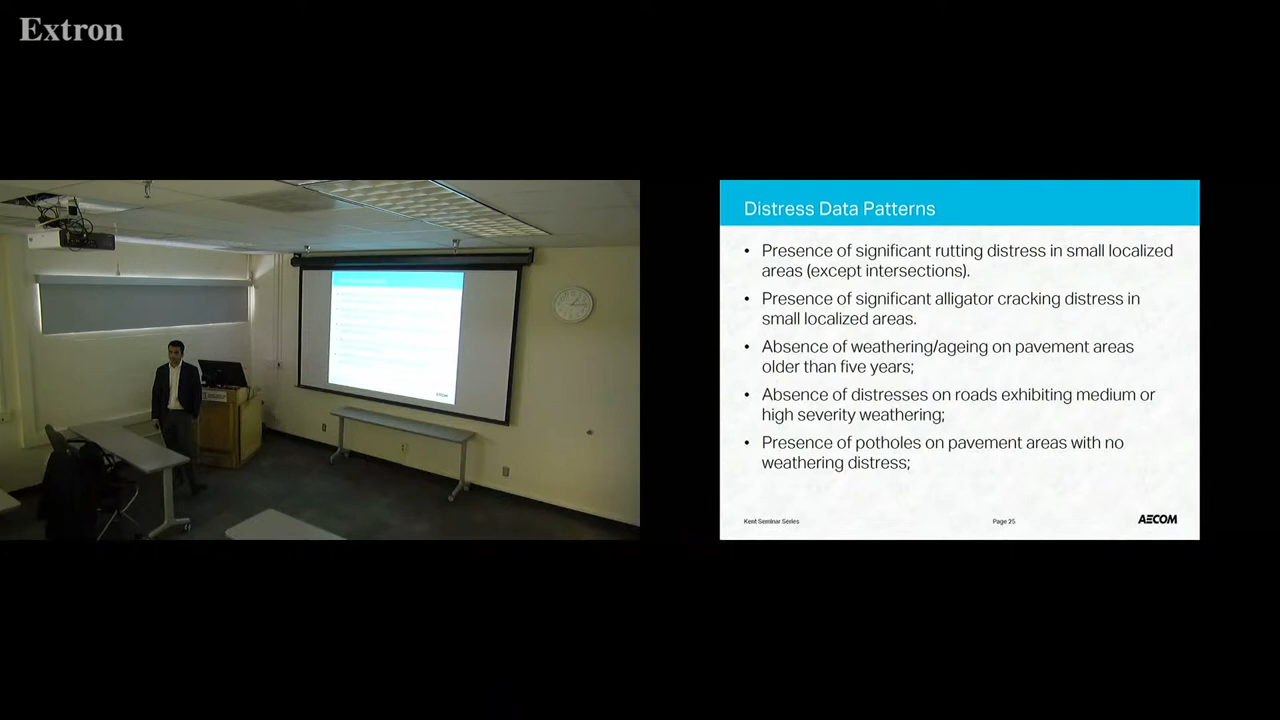 Extron
Distress Data Patterns
• Presence of significant rutting distress in small localized
areas (except intersections).
• Presence of significant alligator cracking distress in
small localized areas.
• Absence of weathering/ageing on pavement areas
older than five years;
• Absence of distresses on roads exhibiting medium or
high severity weathering;
• Presence of potholes on pavement areas with no
weathering distress;
Kent Seminar Series
Page 25
AECOM